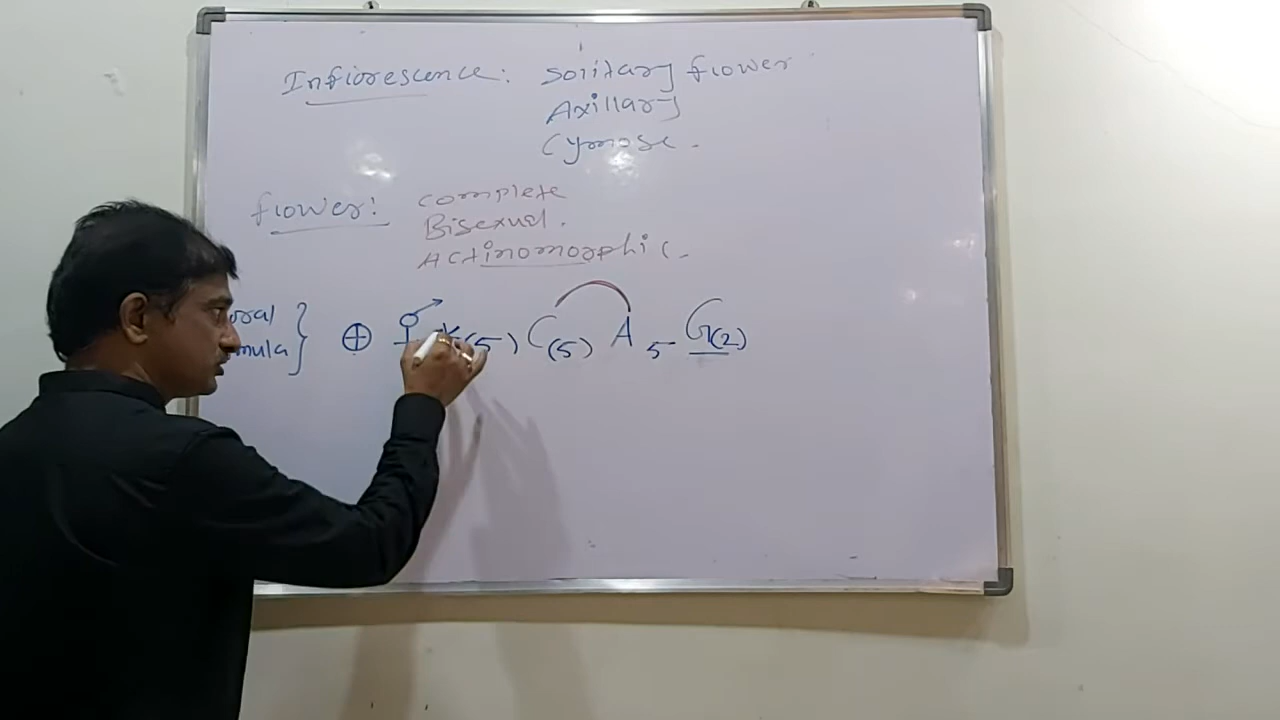 Inflorescence: Solitary flower
Axillary
Cymose.
flower: complete
Bisexual.
Actinomorphic.
⊕ ⚥ K(5) C(5) A5 G(2)